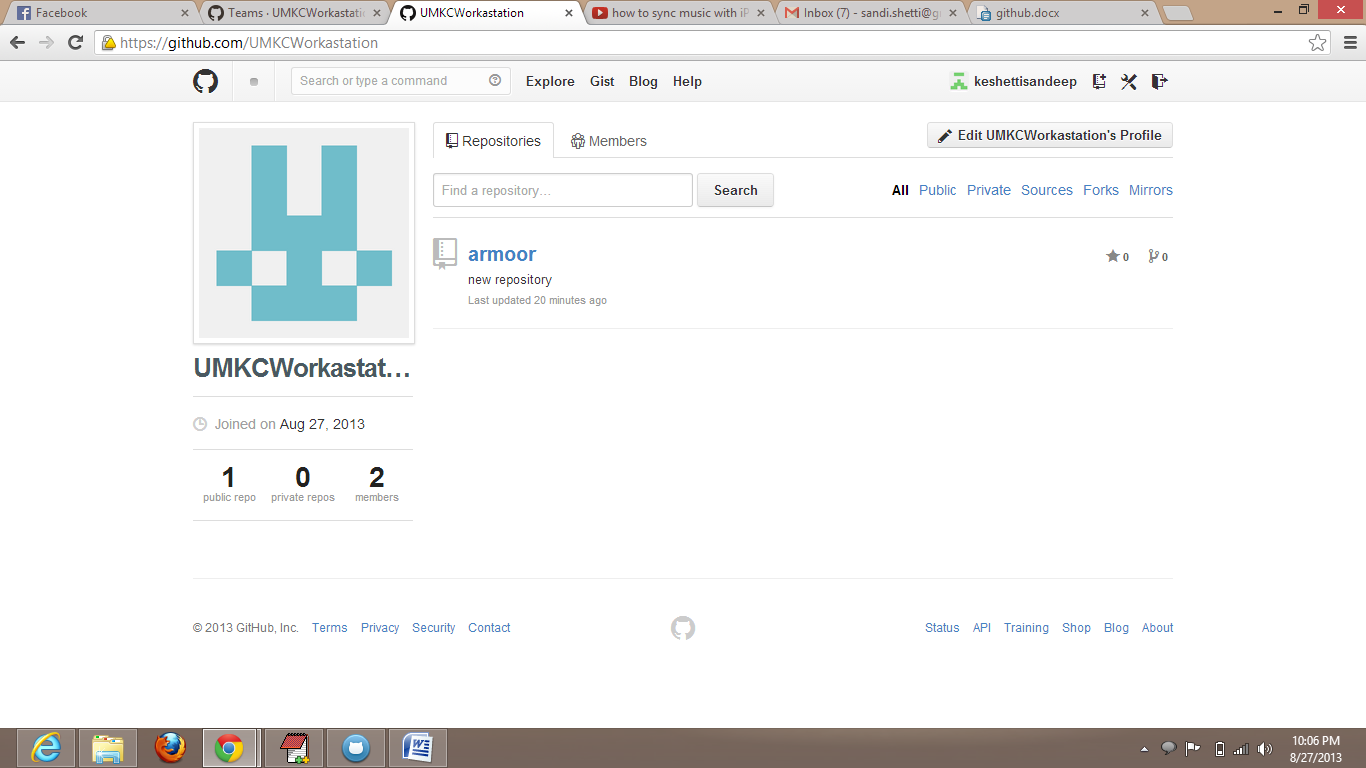 Facebook
Teams · UMKCWorkastati
UMKCWorkastation
how to sync music with iP
Inbox (7) - sandi.shetti@g
github.docx
https://github.com/UMKCWorkastation
Search or type a command
Explore Gist Blog Help
keshettisandeep
Repositories
Members
Edit UMKCWorkastation's Profile
Find a repository…
Search
All Public Private Sources Forks Mirrors
armoor
0 0
new repository
Last updated 20 minutes ago
UMKCWorkastat…
Joined on Aug 27, 2013
1 0 2
public repo private repos members
© 2013 GitHub, Inc. Terms Privacy Security Contact
Status API Training Shop Blog About
10:06 PM
8/27/2013